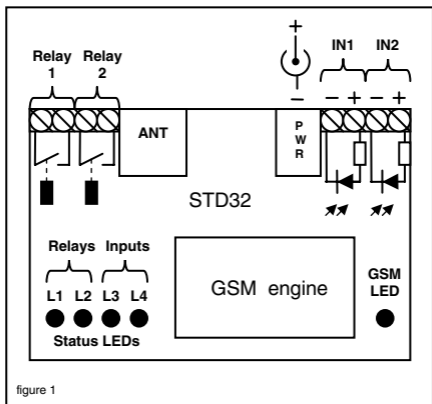 +
Relay Relay IN1 IN2
1 2
− − + − +
ANT
P
W
R
STD32
Relays Inputs
GSM engine
GSM
LED
L1 L2 L3 L4
Status LEDs
figure 1